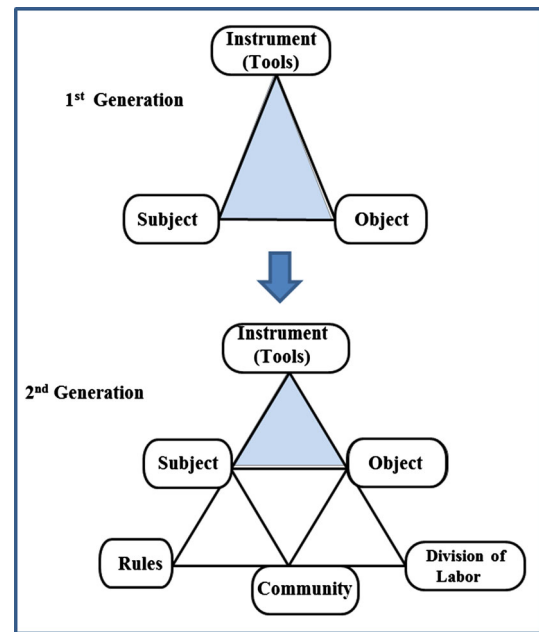 Instrument
(Tools)
1st Generation
Subject
Object
Instrument
(Tools)
2nd Generation
Subject
Object
Rules
Community
Division of
Labor